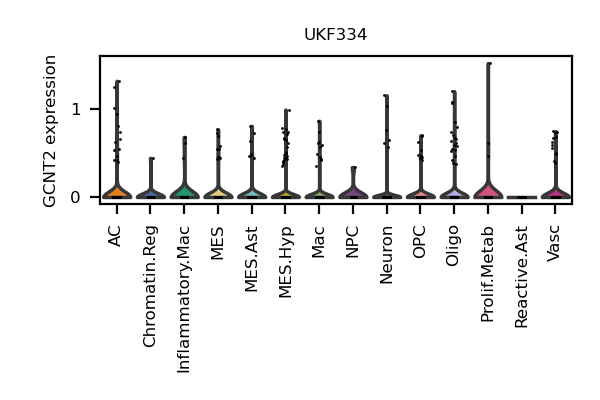 UKF334
GCNT2 expression
1
0
AC
Chromatin.Reg
Inflammatory.Mac
MES
MES.Ast
MES.Hyp
Mac
NPC
Neuron
OPC
Oligo
Prolif.Metab
Reactive.Ast
Vasc